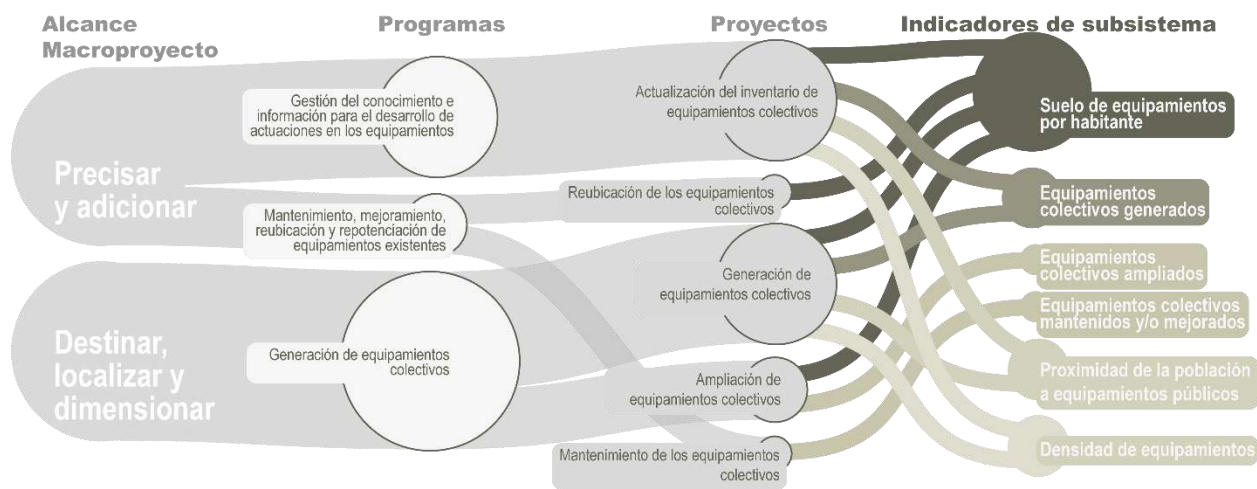 Alcance
Macroproyecto
Programas
Proyectos
Indicadores de subsistema
Precisar
y adicionar
Destinar,
localizar y
dimensionar
Gestión del conocimiento e
información para el desarrollo de
actuaciones en los equipamientos
Mantenimiento, mejoramiento,
reubicación y repotenciación de
equipamientos existentes
Generación de equipamientos
colectivos
Actualización del inventario de
equipamientos colectivos
Reubicación de los equipamientos
colectivos
Generación de
equipamientos colectivos
Ampliación de
equipamientos colectivos
Mantenimiento de los equipamientos
colectivos
Suelo de equipamientos
por habitante
Equipamientos
colectivos generados
Equipamientos
colectivos ampliados
Equipamientos colectivos
mantenidos y/o mejorados
Proximidad de la población
a equipamientos públicos
Densidad de equipamientos